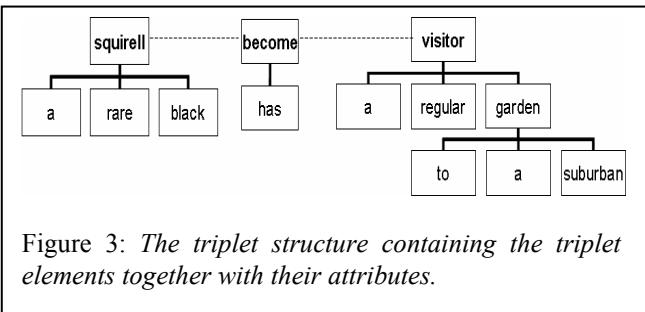 squirell become visitor
a rare black has a regular garden
to a suburban
Figure 3: The triplet structure containing the triplet
elements together with their attributes.